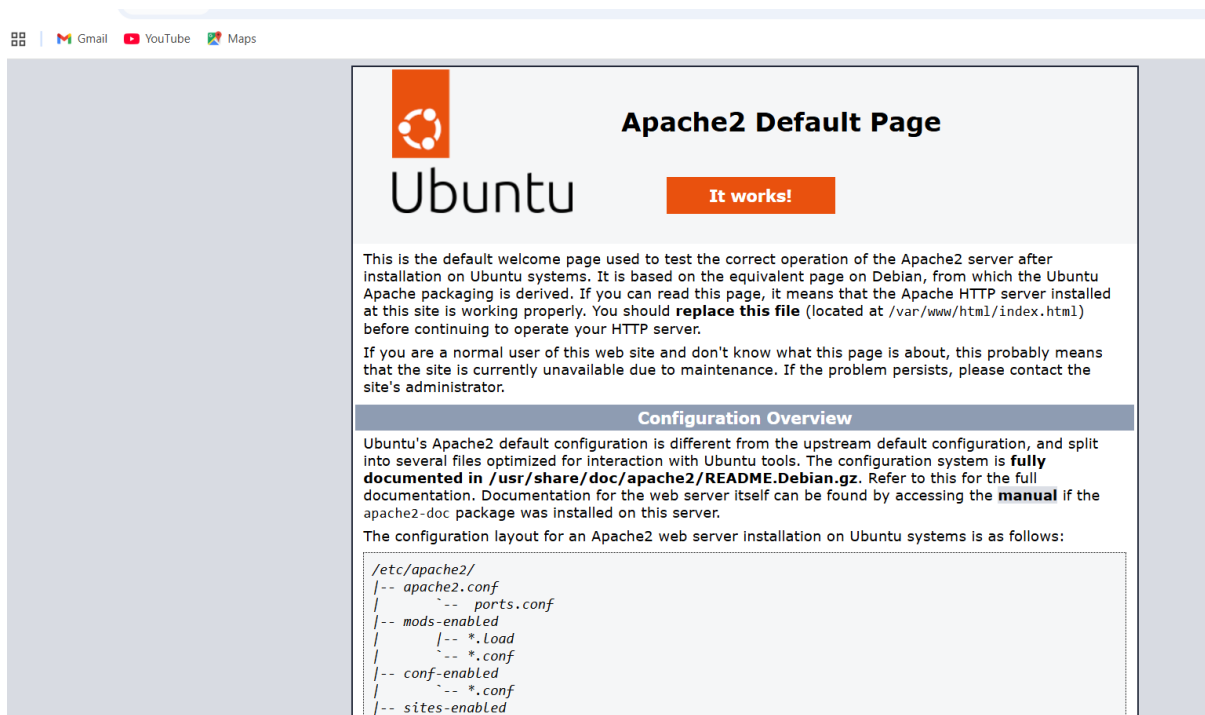 Gmail YouTube Maps
Apache2 Default Page
Ubuntu
It works!
This is the default welcome page used to test the correct operation of the Apache2 server after
installation on Ubuntu systems. It is based on the equivalent page on Debian, from which the Ubuntu
Apache packaging is derived. If you can read this page, it means that the Apache HTTP server installed
at this site is working properly. You should replace this file (located at /var/www/html/index.html)
before continuing to operate your HTTP server.
If you are a normal user of this web site and don't know what this page is about, this probably means
that the site is currently unavailable due to maintenance. If the problem persists, please contact the
site's administrator.
Configuration Overview
Ubuntu's Apache2 default configuration is different from the upstream default configuration, and split
into several files optimized for interaction with Ubuntu tools. The configuration system is fully
documented in /usr/share/doc/apache2/README.Debian.gz. Refer to this for the full
documentation. Documentation for the web server itself can be found by accessing the manual if the
apache2-doc package was installed on this server.
The configuration layout for an Apache2 web server installation on Ubuntu systems is as follows:
/etc/apache2/
|-- apache2.conf
|       `--  ports.conf
|-- mods-enabled
|       |-- *.load
|       `-- *.conf
|-- conf-enabled
|       `-- *.conf
|-- sites-enabled